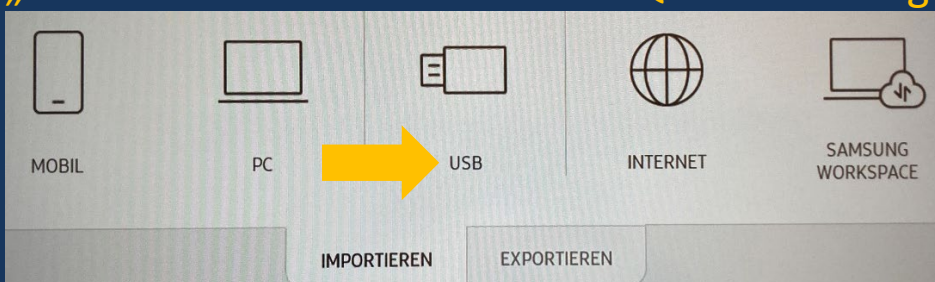 MOBIL
PC
USB
INTERNET
SAMSUNG
WORKSPACE
IMPORTIEREN
EXPORTIEREN